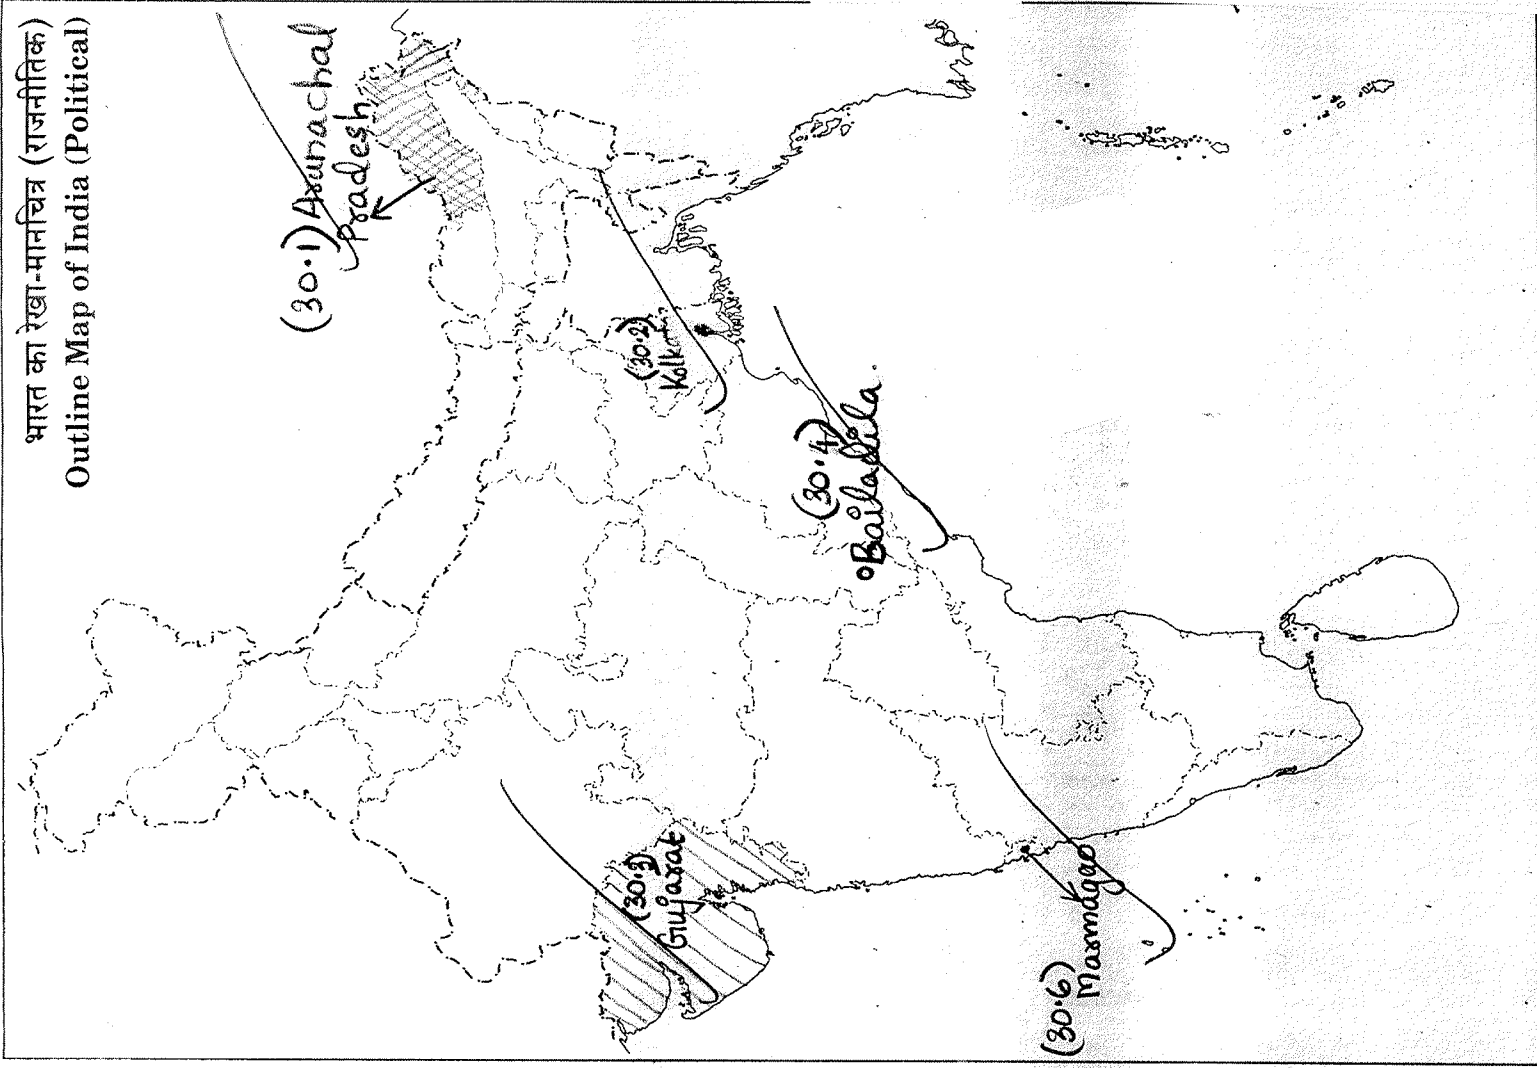 भारत का रेखा-मानचित्र (राजनीतिक)
Outline Map of India (Political)
(30.1) Arunachal
Pradesh
(30.2)
Kolkata
(30.3)
Gujarat
(30.4)
Bailadila.
(30.6)
Marmagao